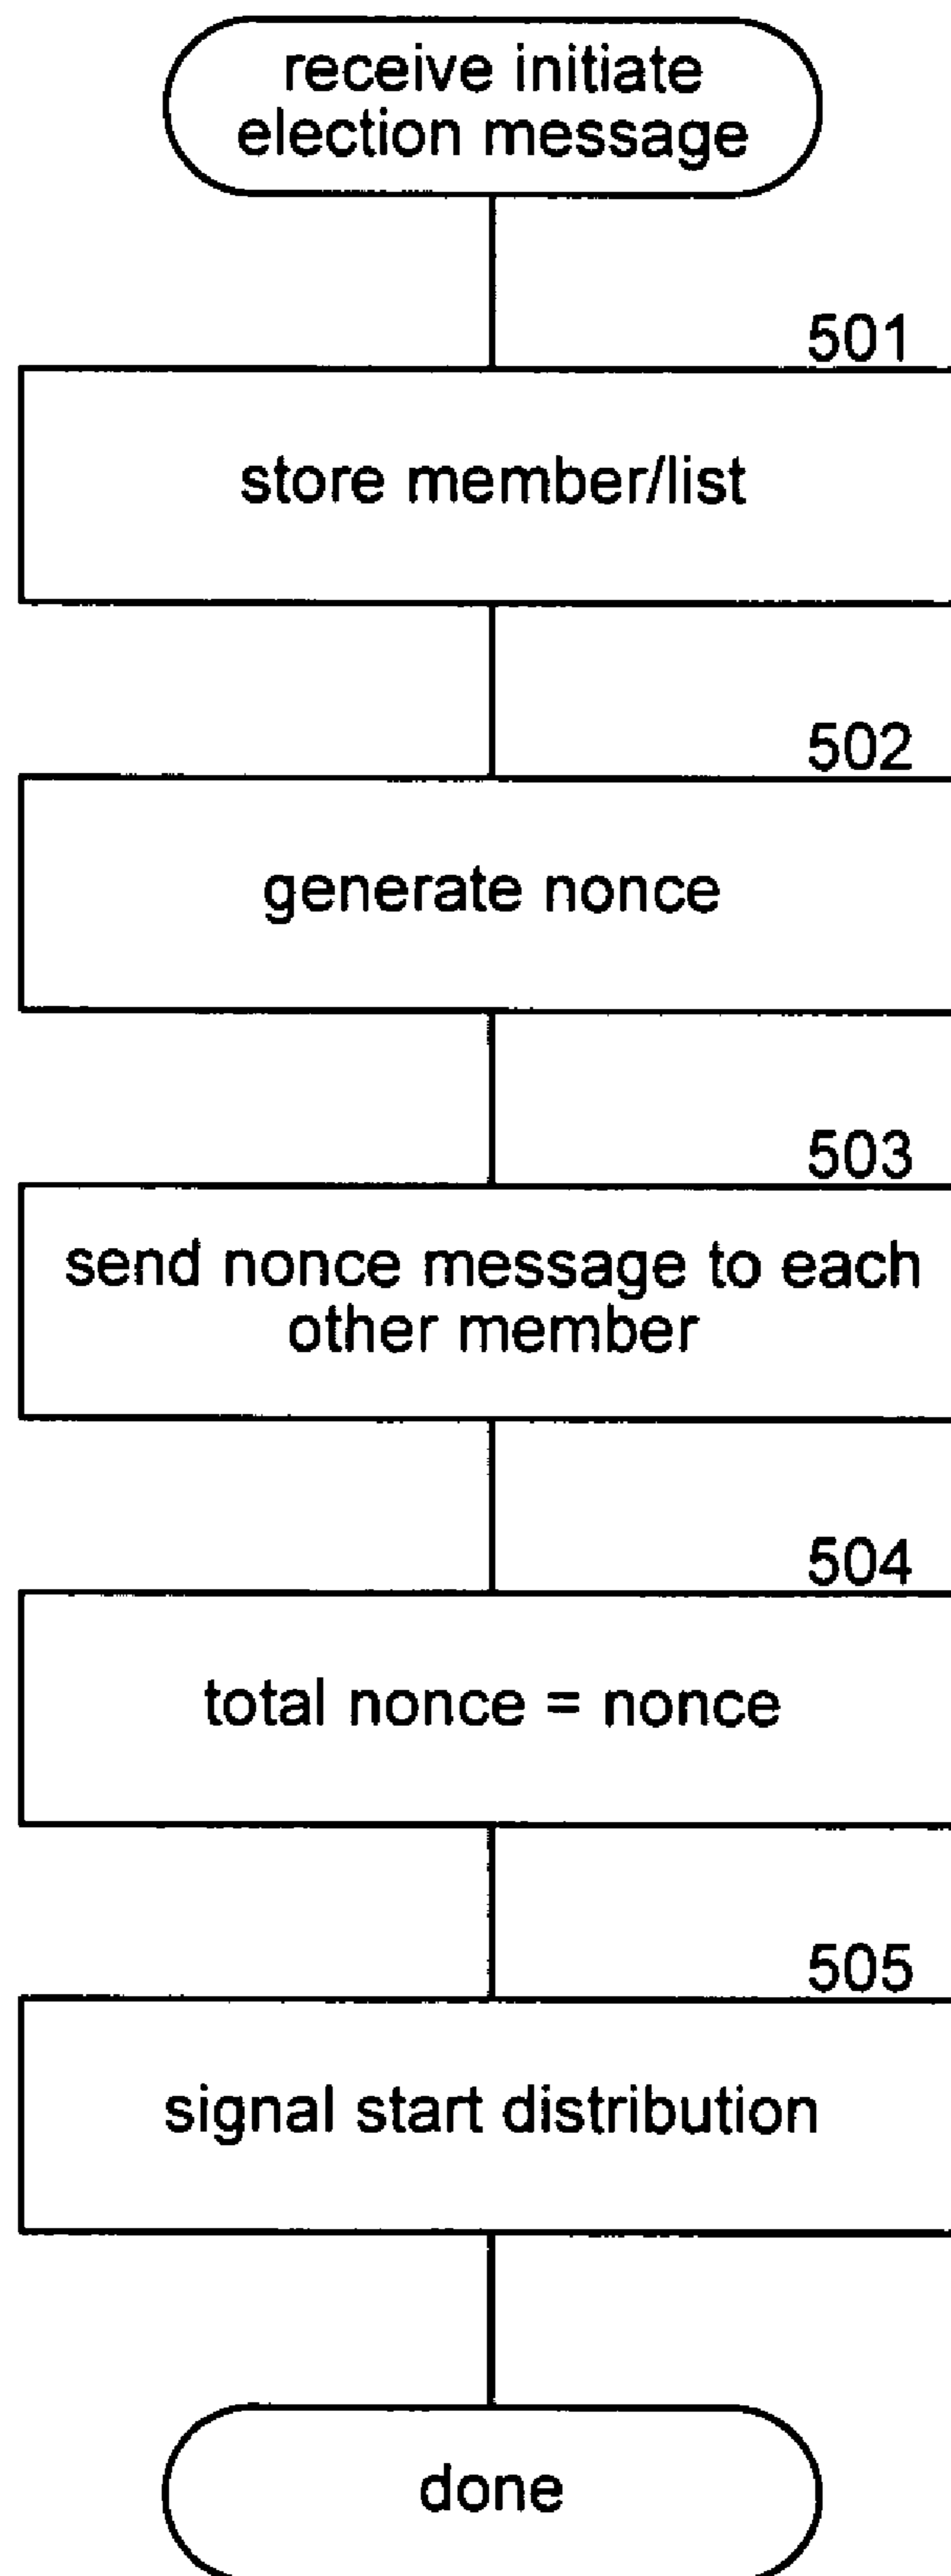 receive initiate
election message
501
store member/list
502
generate nonce
503
send nonce message to each
other member
504
total nonce = nonce
505
signal start distribution
done